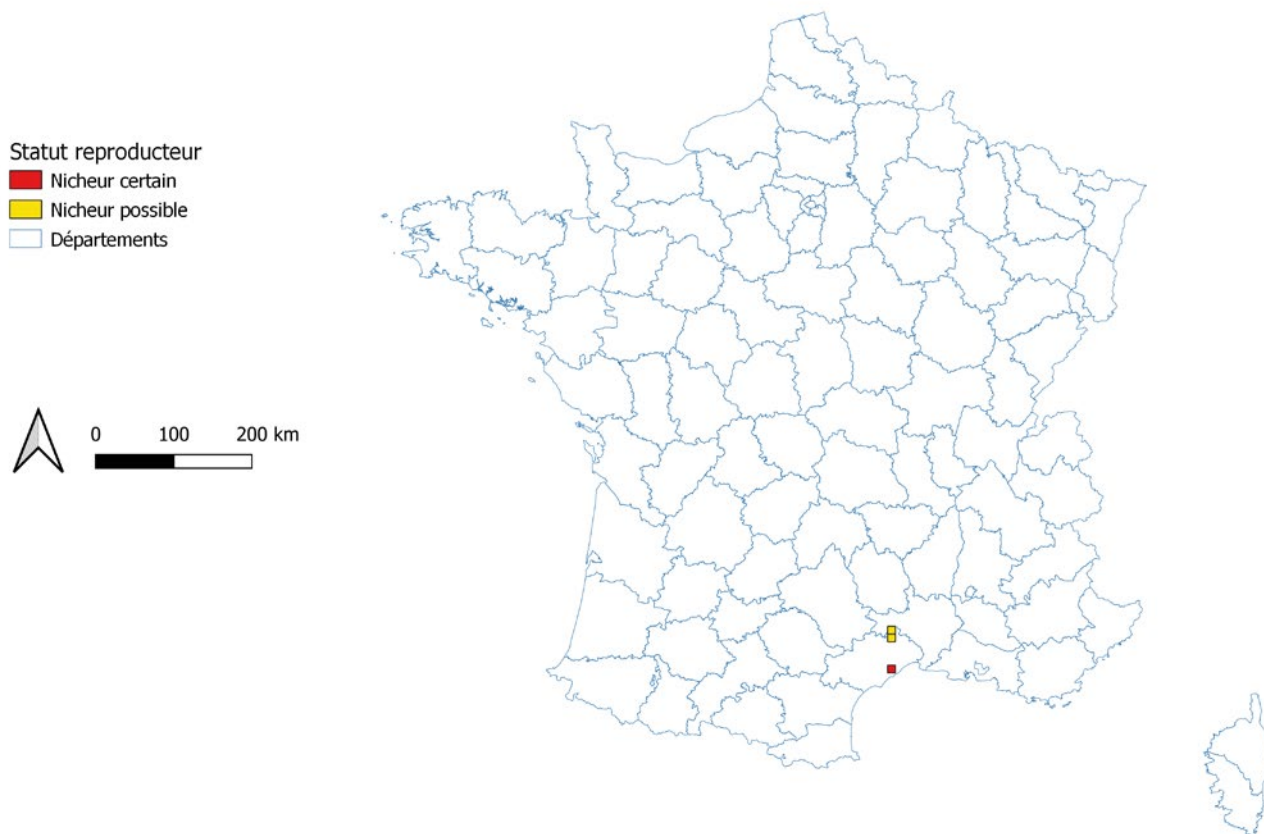 Statut reproducteur
Nicheur certain
Nicheur possible
Départements
0 100 200 km